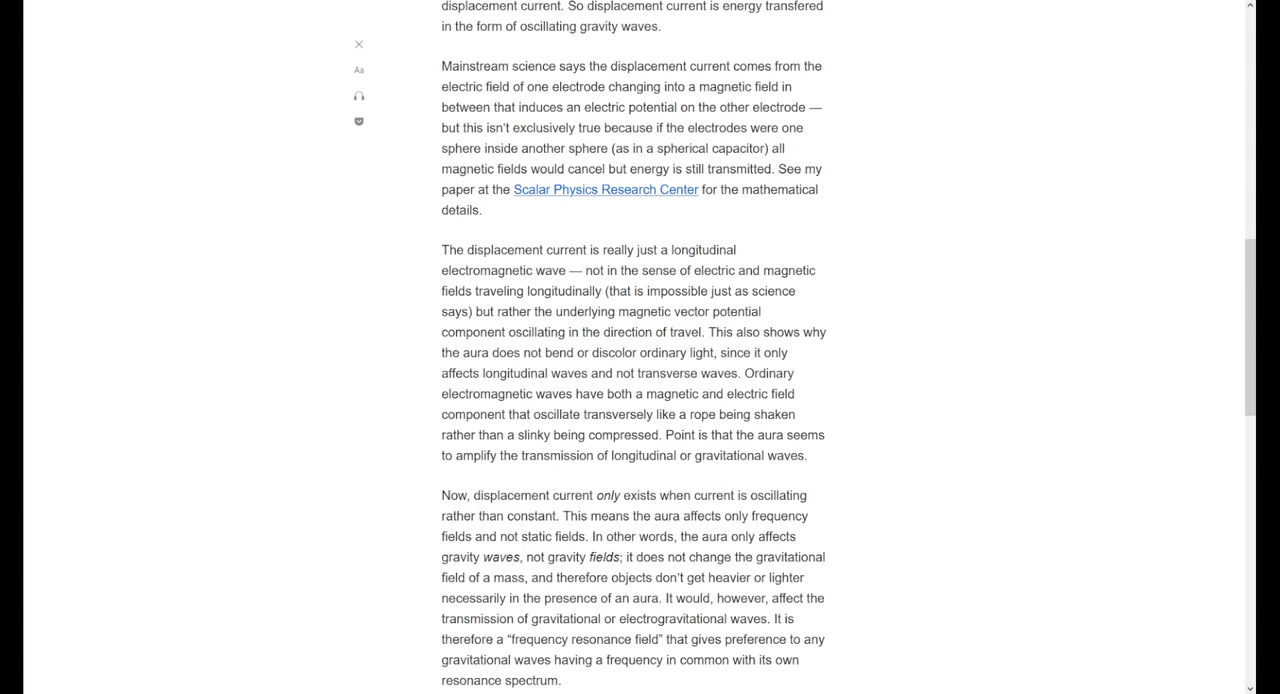 displacement current. So displacement current is energy transfered
in the form of oscillating gravity waves.
Aa
Mainstream science says the displacement current comes from the
electric field of one electrode changing into a magnetic field in
between that induces an electric potential on the other electrode —
but this isn't exclusively true because if the electrodes were one
sphere inside another sphere (as in a spherical capacitor) all
magnetic fields would cancel but energy is still transmitted. See my
paper at the Scalar Physics Research Center for the mathematical
details.
The displacement current is really just a longitudinal
electromagnetic wave — not in the sense of electric and magnetic
fields traveling longitudinally (that is impossible just as science
says) but rather the underlying magnetic vector potential
component oscillating in the direction of travel. This also shows why
the aura does not bend or discolor ordinary light, since it only
affects longitudinal waves and not transverse waves. Ordinary
electromagnetic waves have both a magnetic and electric field
component that oscillate transversely like a rope being shaken
rather than a slinky being compressed. Point is that the aura seems
to amplify the transmission of longitudinal or gravitational waves.
Now, displacement current only exists when current is oscillating
rather than constant. This means the aura affects only frequency
fields and not static fields. In other words, the aura only affects
gravity waves, not gravity fields; it does not change the gravitational
field of a mass, and therefore objects don't get heavier or lighter
necessarily in the presence of an aura. It would, however, affect the
transmission of gravitational or electrogravitational waves. It is
therefore a “frequency resonance field” that gives preference to any
gravitational waves having a frequency in common with its own
resonance spectrum.